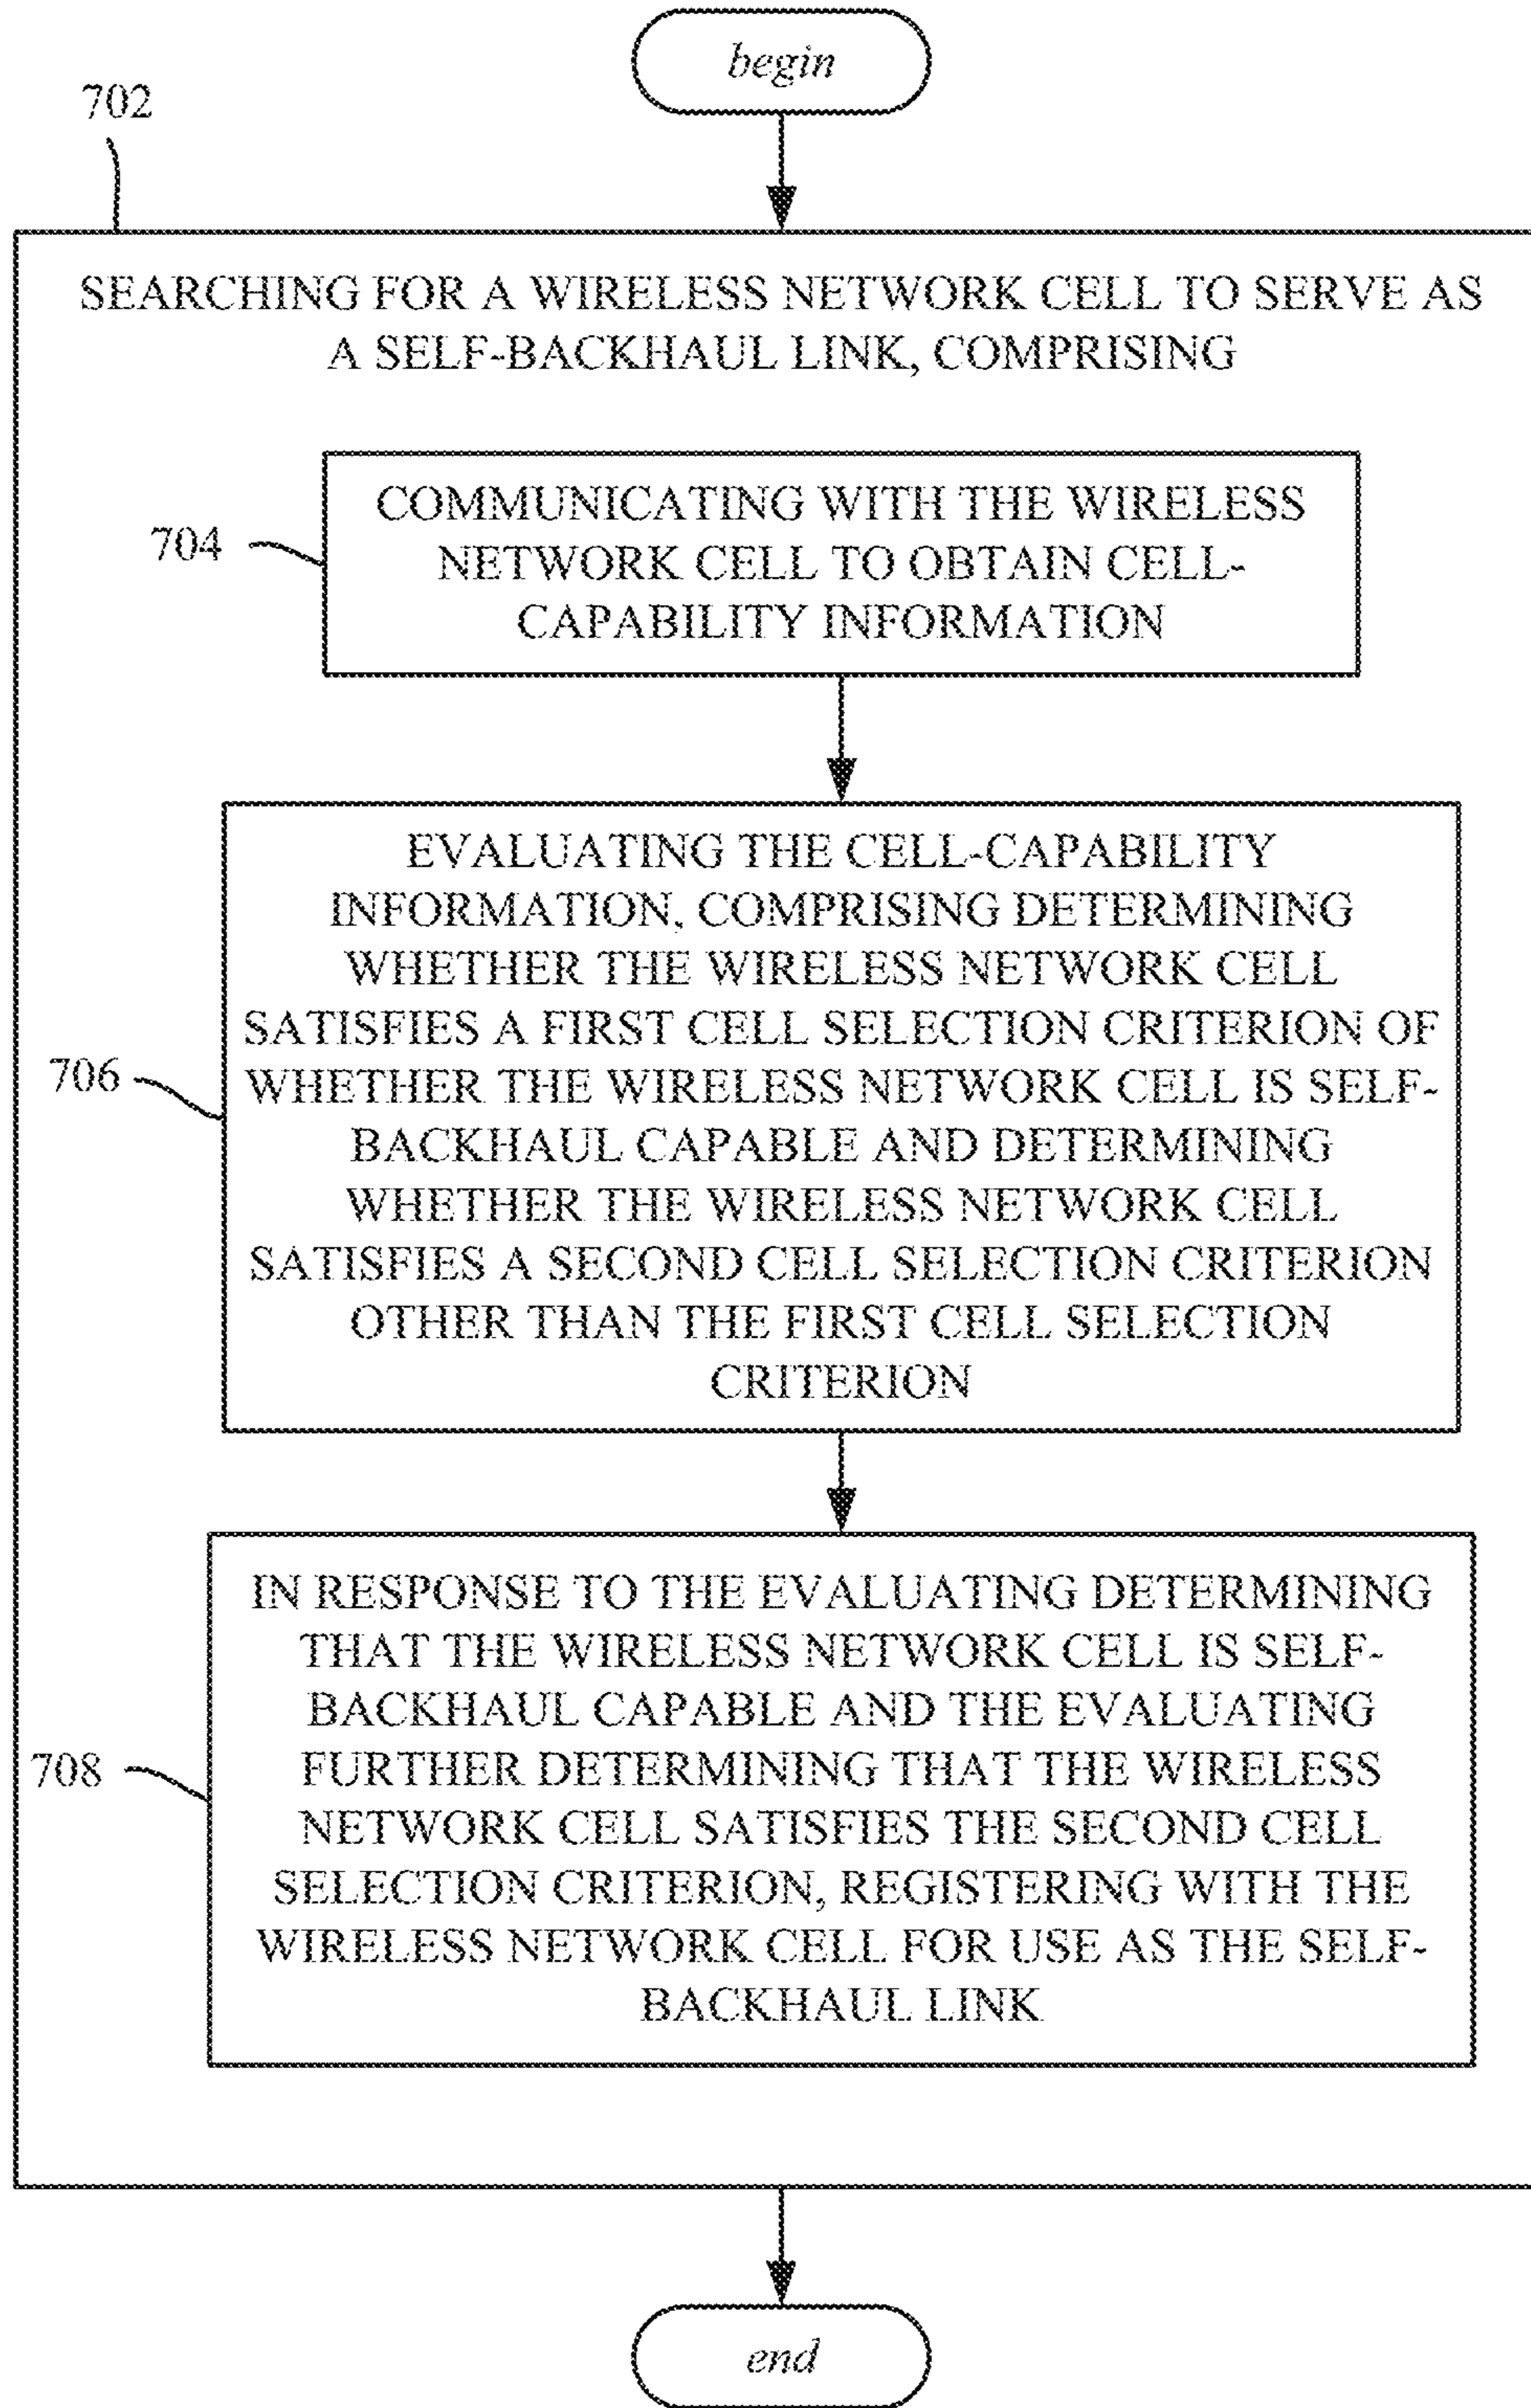 begin
702
SEARCHING FOR A WIRELESS NETWORK CELL TO SERVE AS
A SELF-BACKHAUL LINK, COMPRISING
COMMUNICATING WITH THE WIRELESS
NETWORK CELL TO OBTAIN CELL-
CAPABILITY INFORMATION
704
EVALUATING THE CELL-CAPABILITY
INFORMATION, COMPRISING DETERMINING
WHETHER THE WIRELESS NETWORK CELL
SATISFIES A FIRST CELL SELECTION CRITERION OF
WHETHER THE WIRELESS NETWORK CELL IS SELF-
BACKHAUL CAPABLE AND DETERMINING
WHETHER THE WIRELESS NETWORK CELL
SATISFIES A SECOND CELL SELECTION CRITERION
OTHER THAN THE FIRST CELL SELECTION
CRITERION
706
IN RESPONSE TO THE EVALUATING DETERMINING
THAT THE WIRELESS NETWORK CELL IS SELF-
BACKHAUL CAPABLE AND THE EVALUATING
FURTHER DETERMINING THAT THE WIRELESS
NETWORK CELL SATISFIES THE SECOND CELL
SELECTION CRITERION, REGISTERING WITH THE
WIRELESS NETWORK CELL FOR USE AS THE SELF-
BACKHAUL LINK
708
end